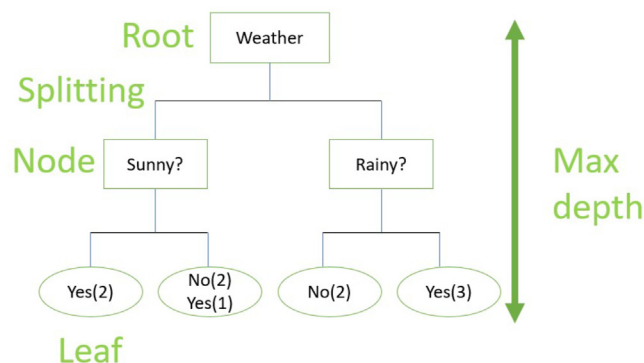 Root
Weather
Splitting
Node
Sunny?
Rainy?
Max
depth
Yes(2)
No(2)
Yes(1)
No(2)
Yes(3)
Leaf